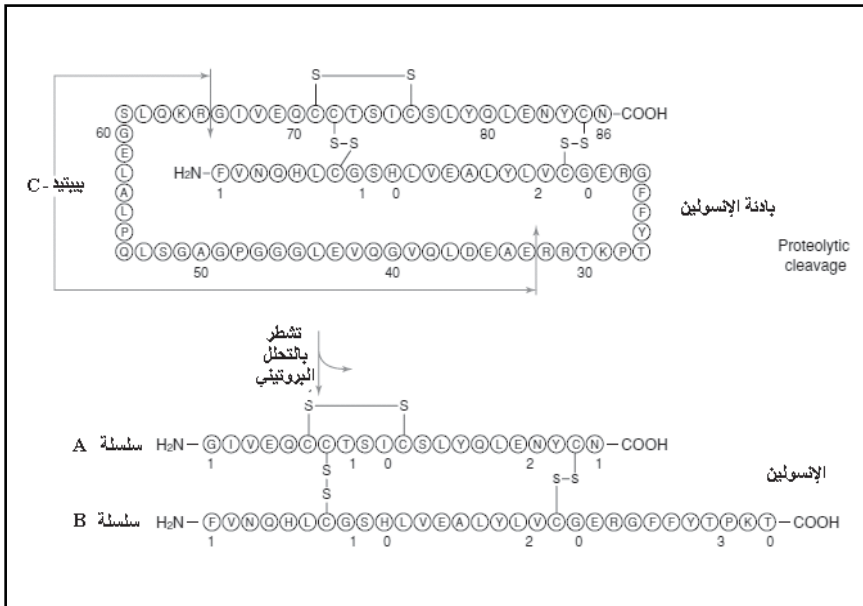 S S
SLQKRGIVEQCCTSICSLYQLENYCN–COOH
60 70 80 86
G
E
L
A
L
P
S–S S–S
H2N–FVNQHLCGSHLVEALYLVCGERG
1 1 0 2 0
F
F
Y
C-بيبتيد
بادئة الإنسولين
QLSGAGPGGGLEVQGVQLDEAERRTKPT
50 40 30
Proteolytic
cleavage
تشطر
بالتحلل
البروتيني
S S
سلسلة A H2N–GIVEQCCTSICSLYQLENYCN–COOH
1 1 0 2 1
S
S
S–S
الإنسولين
سلسلة B H2N–FVNQHLCGSHLVEALYLVCGERGFFYTPKT–COOH
1 1 0 2 0 3 0